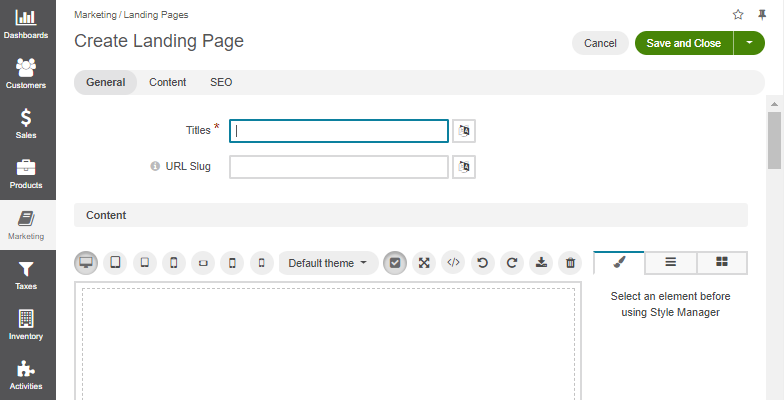 Dashboards
Customers
Sales
Products
Marketing
Taxes
Inventory
Activities
Marketing / Landing Pages
Create Landing Page
Cancel
Save and Close
General Content SEO
Titles *
URL Slug
Content
Default theme
Select an element before
using Style Manager